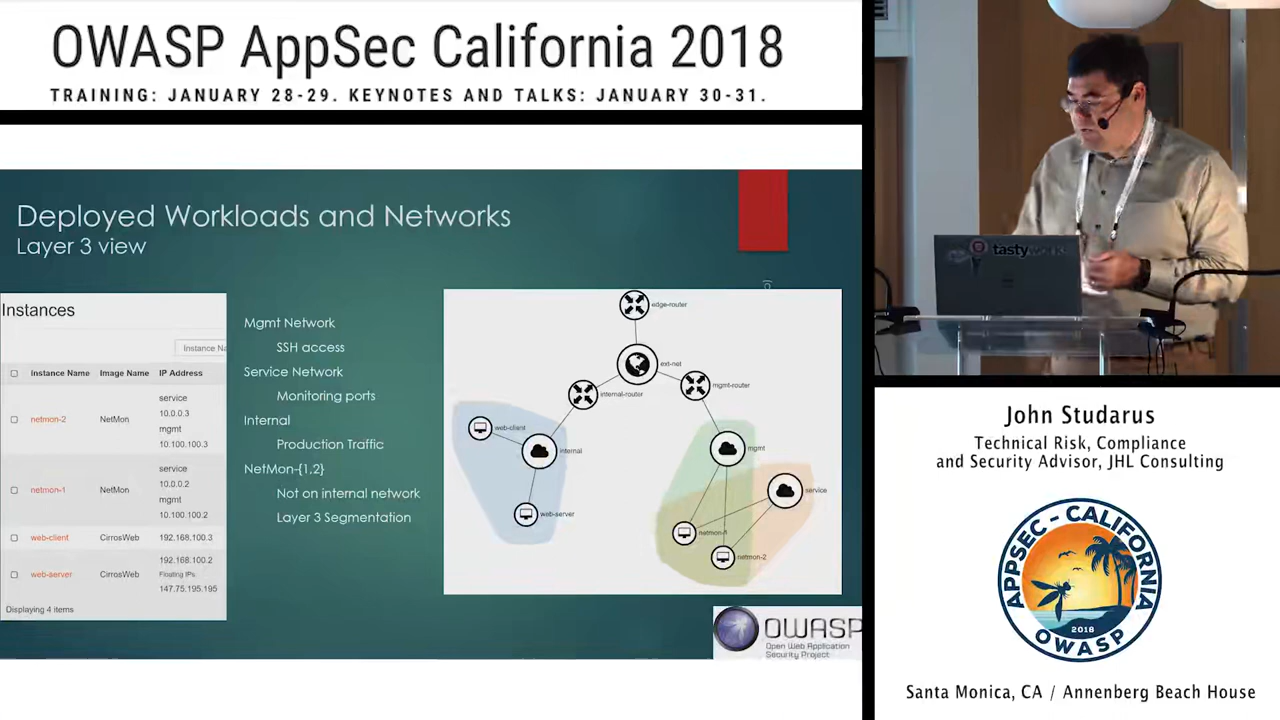 OWASP AppSec California 2018
TRAINING: JANUARY 28-29. KEYNOTES AND TALKS: JANUARY 30-31.
Deployed Workloads and Networks
Layer 3 view
Instances
Instance Na
Instance Name Image Name IP Address
netmon-2 NetMon
service
10.0.0.3
mgmt
10.100.100.3
netmon-1 NetMon
service
10.0.0.2
mgmt
10.100.100.2
web-client CirrosWeb 192.168.100.3
web-server CirrosWeb
192.168.100.2
Floating IPs:
147.75.195.195
Displaying 4 items
Mgmt Network
SSH access
Service Network
Monitoring ports
Internal
Production Traffic
NetMon-{1,2}
Not on internal network
Layer 3 Segmentation
edge-router
ext-net
internal-router
mgmt-router
web-client
internal
web-server
mgmt
service
netmon-1
netmon-2
OWASP
Open Web Application
Security Project
tastywork
John Studarus
Technical Risk, Compliance
and Security Advisor, JHL Consulting
APPSEC - CALIFORNIA
2018
OWASP
Santa Monica, CA / Annenberg Beach House